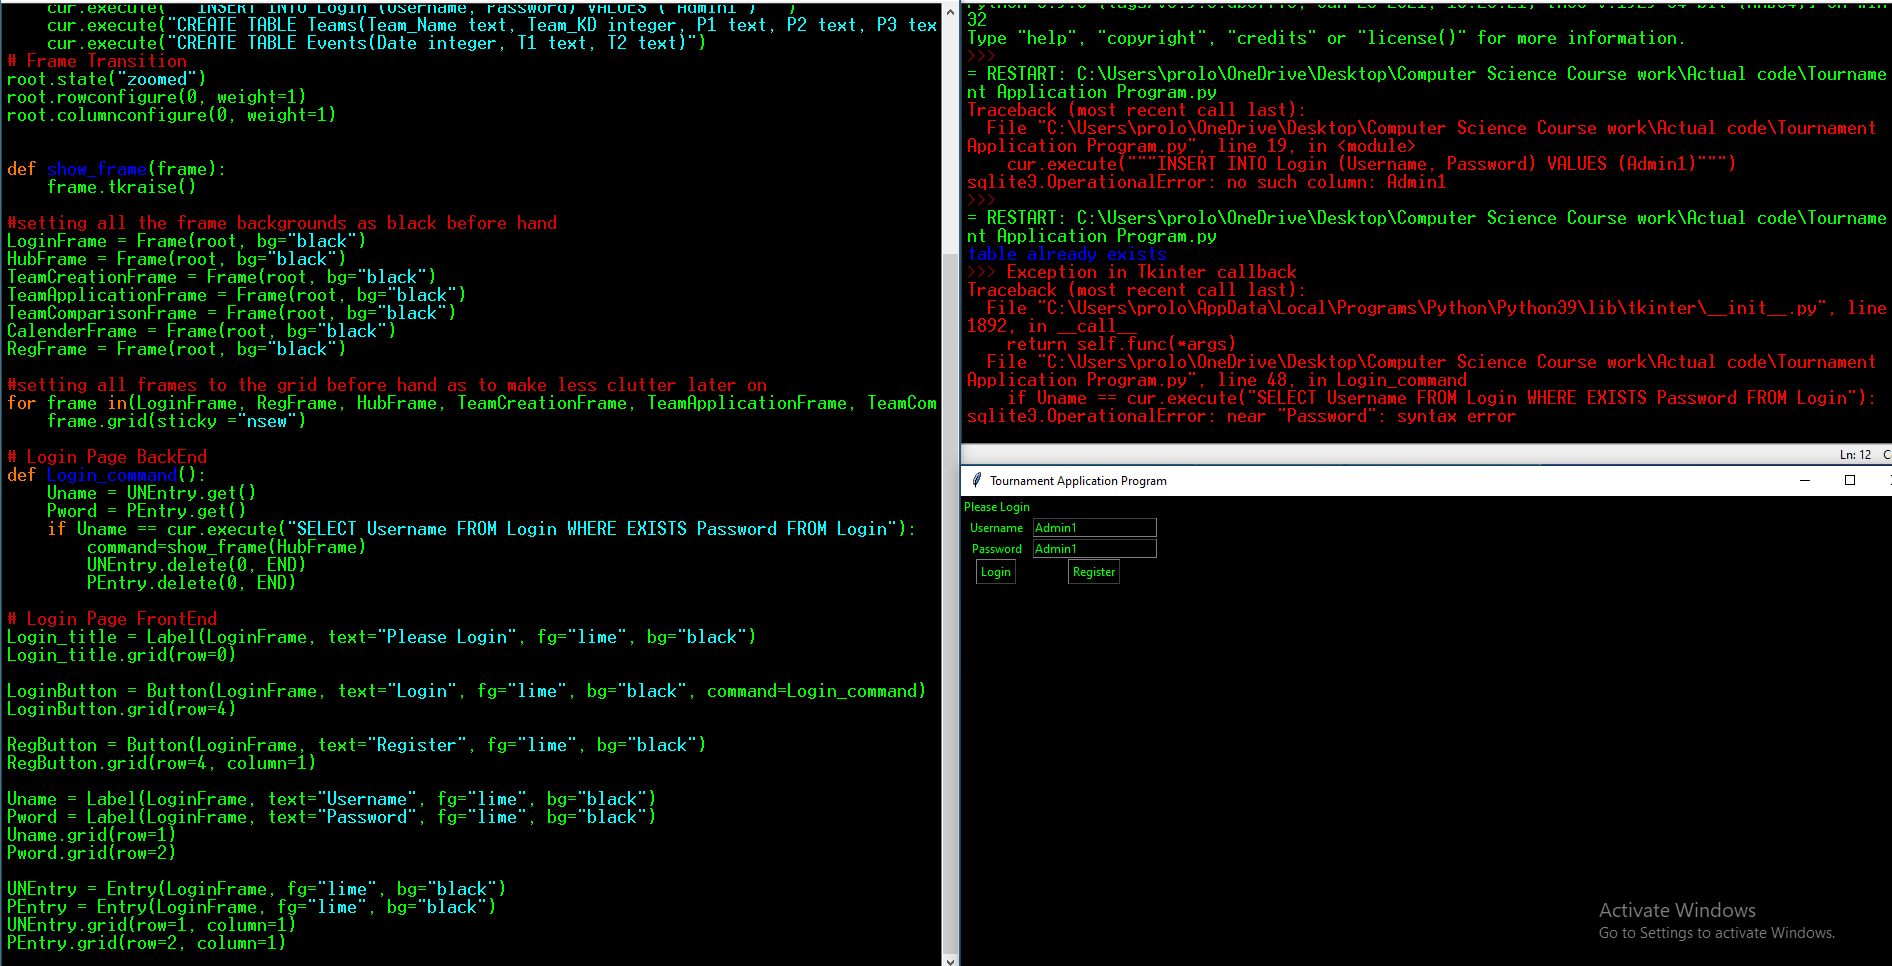 cur.execute("""INSERT INTO Login (Username, Password) VALUES ('Admin1')""")
cur.execute("CREATE TABLE Teams(Team_Name text, Team_KD integer, P1 text, P2 text, P3 tex
cur.execute("CREATE TABLE Events(Date integer, T1 text, T2 text)")
# Frame Transition
root.state("zoomed")
root.rowconfigure(0, weight=1)
root.columnconfigure(0, weight=1)
def show_frame(frame):
frame.tkraise()
#setting all the frame backgrounds as black before hand
LoginFrame = Frame(root, bg="black")
HubFrame = Frame(root, bg="black")
TeamCreationFrame = Frame(root, bg="black")
TeamApplicationFrame = Frame(root, bg="black")
TeamComparisonFrame = Frame(root, bg="black")
CalenderFrame = Frame(root, bg="black")
RegFrame = Frame(root, bg="black")
#setting all frames to the grid before hand as to make less clutter later on
for frame in(LoginFrame, RegFrame, HubFrame, TeamCreationFrame, TeamApplicationFrame, TeamCom
frame.grid(sticky ="nsew")
# Login Page BackEnd
def Login_command():
Uname = UNEntry.get()
Pword = PEntry.get()
if Uname == cur.execute("SELECT Username FROM Login WHERE EXISTS Password FROM Login"):
command=show_frame(HubFrame)
UNEntry.delete(0, END)
PEntry.delete(0, END)
# Login Page FrontEnd
Login_title = Label(LoginFrame, text="Please Login", fg="lime", bg="black")
Login_title.grid(row=0)
LoginButton = Button(LoginFrame, text="Login", fg="lime", bg="black", command=Login_command)
LoginButton.grid(row=4)
RegButton = Button(LoginFrame, text="Register", fg="lime", bg="black")
RegButton.grid(row=4, column=1)
Uname = Label(LoginFrame, text="Username", fg="lime", bg="black")
Pword = Label(LoginFrame, text="Password", fg="lime", bg="black")
Uname.grid(row=1)
Pword.grid(row=2)
UNEntry = Entry(LoginFrame, fg="lime", bg="black")
PEntry = Entry(LoginFrame, fg="lime", bg="black")
UNEntry.grid(row=1, column=1)
PEntry.grid(row=2, column=1)
32
Type "help", "copyright", "credits" or "license()" for more information.
>>>
= RESTART: C:\Users\prolo\OneDrive\Desktop\Computer Science Course work\Actual code\Tourname
nt Application Program.py
Traceback (most recent call last):
File "C:\Users\prolo\OneDrive\Desktop\Computer Science Course work\Actual code\Tournament
Application Program.py", line 19, in <module>
cur.execute("""INSERT INTO Login (Username, Password) VALUES (Admin1)""")
sqlite3.OperationalError: no such column: Admin1
>>>
= RESTART: C:\Users\prolo\OneDrive\Desktop\Computer Science Course work\Actual code\Tourname
nt Application Program.py
table already exists
>>> Exception in Tkinter callback
Traceback (most recent call last):
File "C:\Users\prolo\AppData\Local\Programs\Python\Python39\lib\tkinter\__init__.py", line
1892, in __call__
return self.func(*args)
File "C:\Users\prolo\OneDrive\Desktop\Computer Science Course work\Actual code\Tournament
Application Program.py", line 48, in Login_command
if Uname == cur.execute("SELECT Username FROM Login WHERE EXISTS Password FROM Login"):
sqlite3.OperationalError: near "Password": syntax error
Ln: 12 C
Tournament Application Program
Please Login
Username Admin1
Password Admin1
Login Register
Activate Windows
Go to Settings to activate Windows.